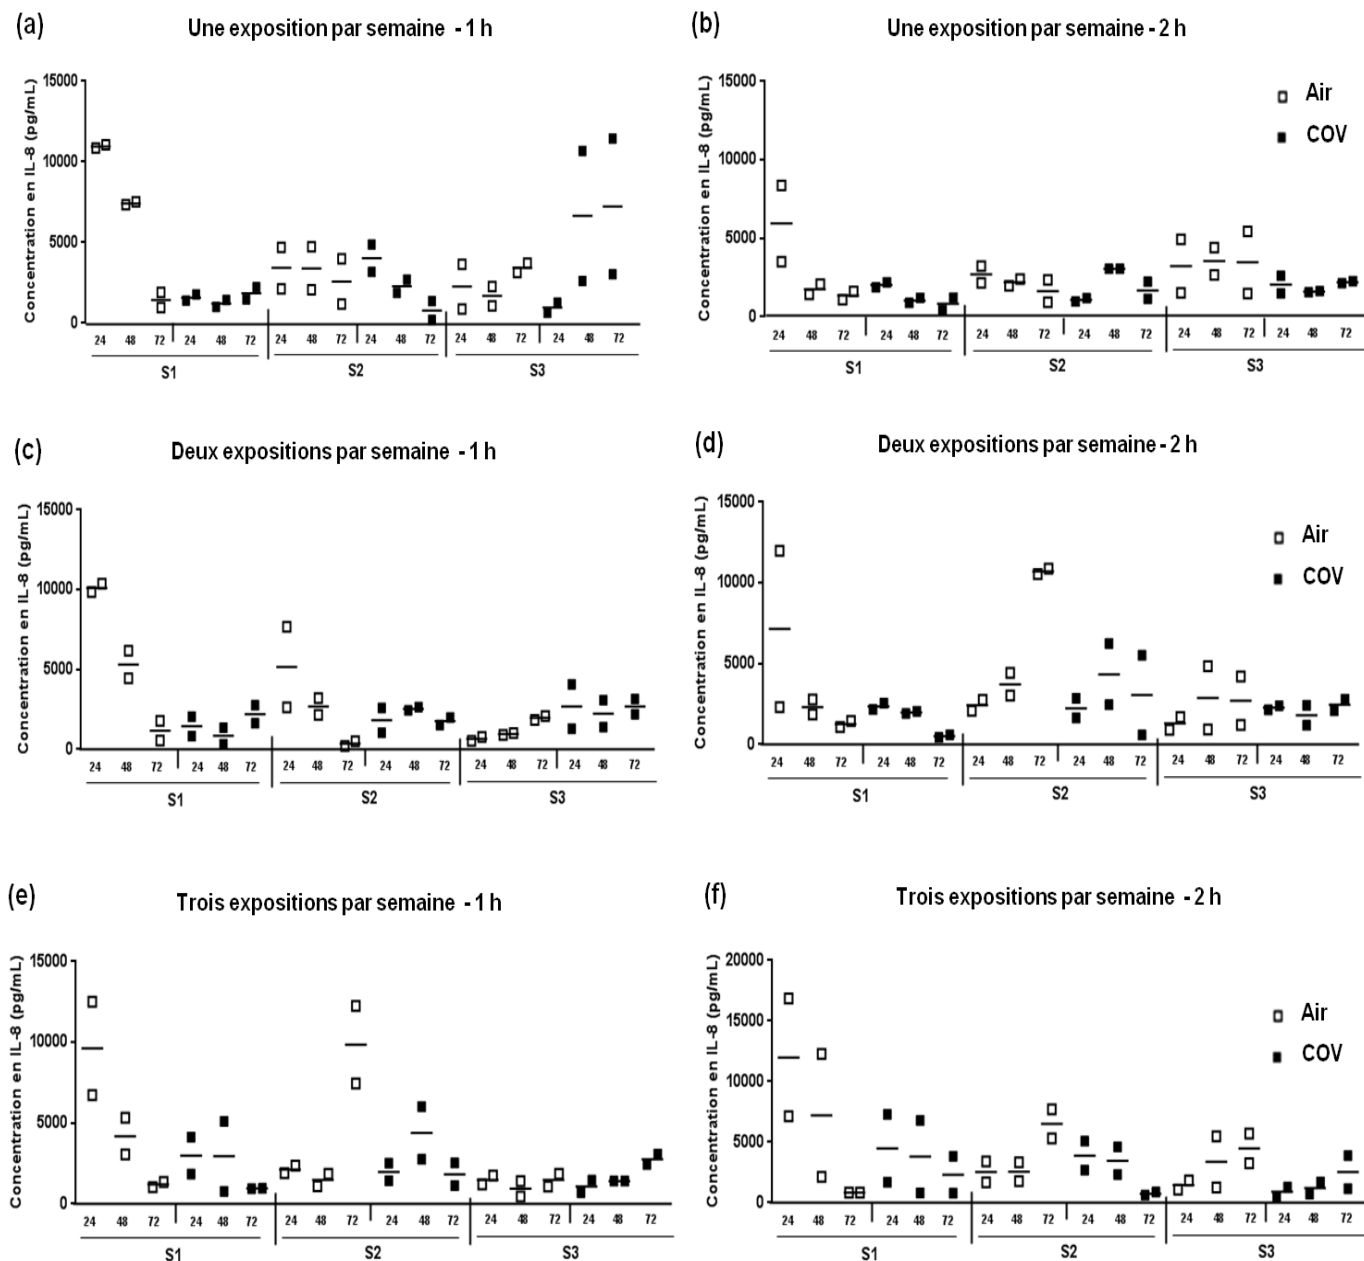 (a)
Une exposition par semaine - 1 h
Concentration en IL-8 (pg/mL)
15000
10000
5000
0
24 48 72 24 48 72 24 48 72 24 48 72 24 48 72 24 48 72
S1 S2 S3
(b)
Une exposition par semaine - 2 h
Air
COV
Concentration en IL-8 (pg/mL)
15000
10000
5000
0
24 48 72 24 48 72 24 48 72 24 48 72 24 48 72 24 48 72
S1 S2 S3
(c)
Deux expositions par semaine - 1 h
Concentration en IL-8 (pg/mL)
15000
10000
5000
0
24 48 72 24 48 72 24 48 72 24 48 72 24 48 72 24 48 72
S1 S2 S3
(d)
Deux expositions par semaine - 2 h
Air
COV
Concentration en IL-8 (pg/mL)
15000
10000
5000
0
24 48 72 24 48 72 24 48 72 24 48 72 24 48 72 24 48 72
S1 S2 S3
(e)
Trois expositions par semaine - 1 h
Concentration en IL-8 (pg/mL)
15000
10000
5000
0
24 48 72 24 48 72 24 48 72 24 48 72 24 48 72 24 48 72
S1 S2 S3
(f)
Trois expositions par semaine - 2 h
Air
COV
Concentration en IL-8 (pg/mL)
20000
15000
10000
5000
0
24 48 72 24 48 72 24 48 72 24 48 72 24 48 72 24 48 72
S1 S2 S3